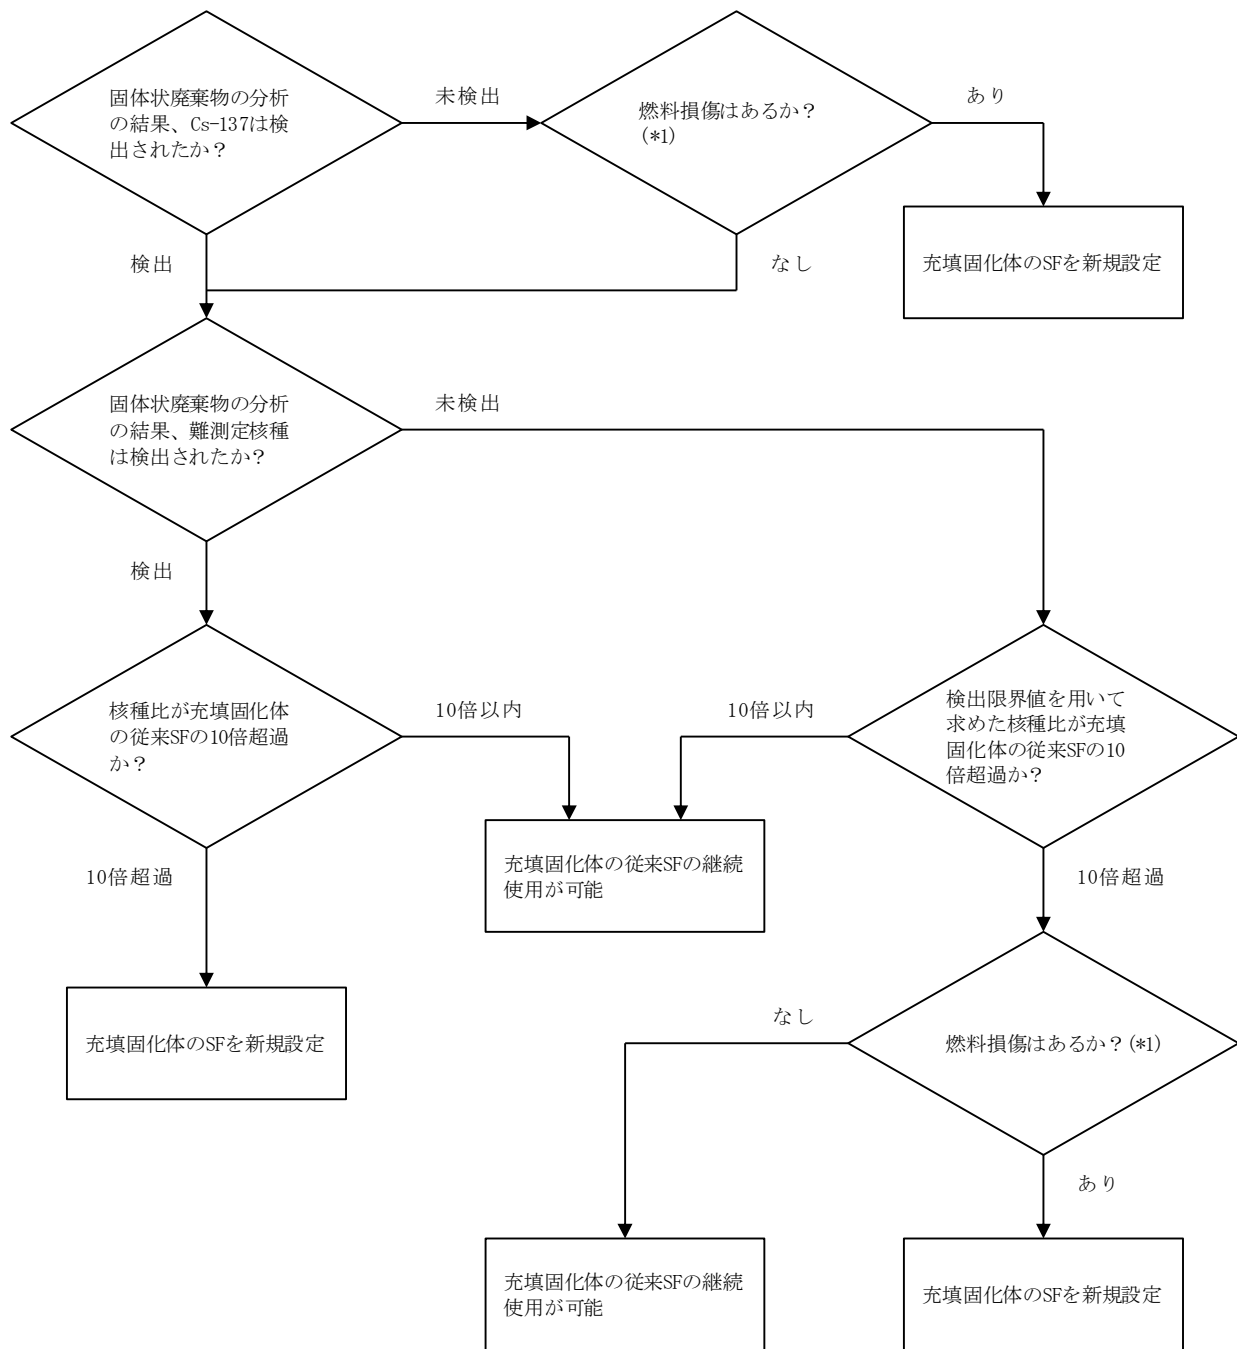 固体状廃棄物の分析
の結果、Cs-137は検
出されたか？
未検出
燃料損傷はあるか？
(*1)
あり
検出
なし
充填固化体のSFを新規設定
固体状廃棄物の分析
の結果、難測定核種
は検出されたか？
未検出
検出
核種比が充填固化体
の従来SFの10倍超過
か？
10倍以内
10倍以内
検出限界値を用いて
求めた核種比が充填
固化体の従来SFの10
倍超過か？
10倍超過
充填固化体の従来SFの継続
使用が可能
10倍超過
充填固化体のSFを新規設定
なし
燃料損傷はあるか？(*1)
あり
充填固化体の従来SFの継続
使用が可能
充填固化体のSFを新規設定